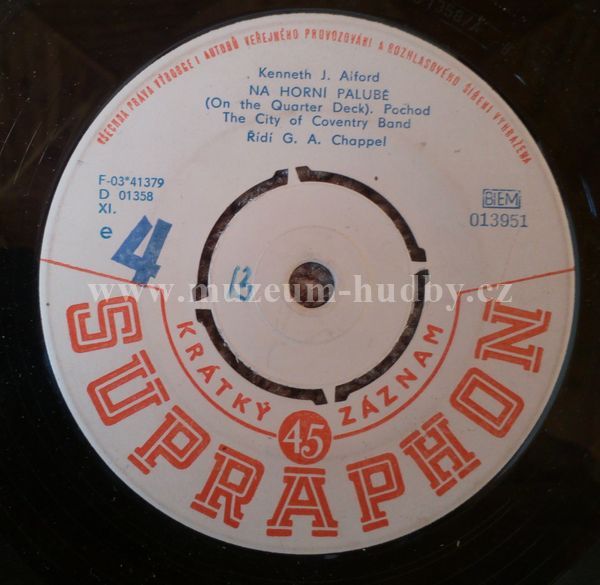 VŠECHNA PRÁVA VÝROBCE I AUTORŮ VEŘEJNÉHO PROVOZOVÁNÍ A ROZHLASOVÉHO ŠÍŘENÍ VYHRAŽENA
Kenneth J. Alford
NA HORNÍ PALUBĚ
(On the Quarter Deck). Pochod
The City of Coventry Band
Řídí G. A. Chappel
F-03*41379
D 01358
XI.
e 4
BIEM
013951
13
www.muzeum-hudby.cz
KRÁTKÝ 45 ZÁZNAM
SUPRAPHON